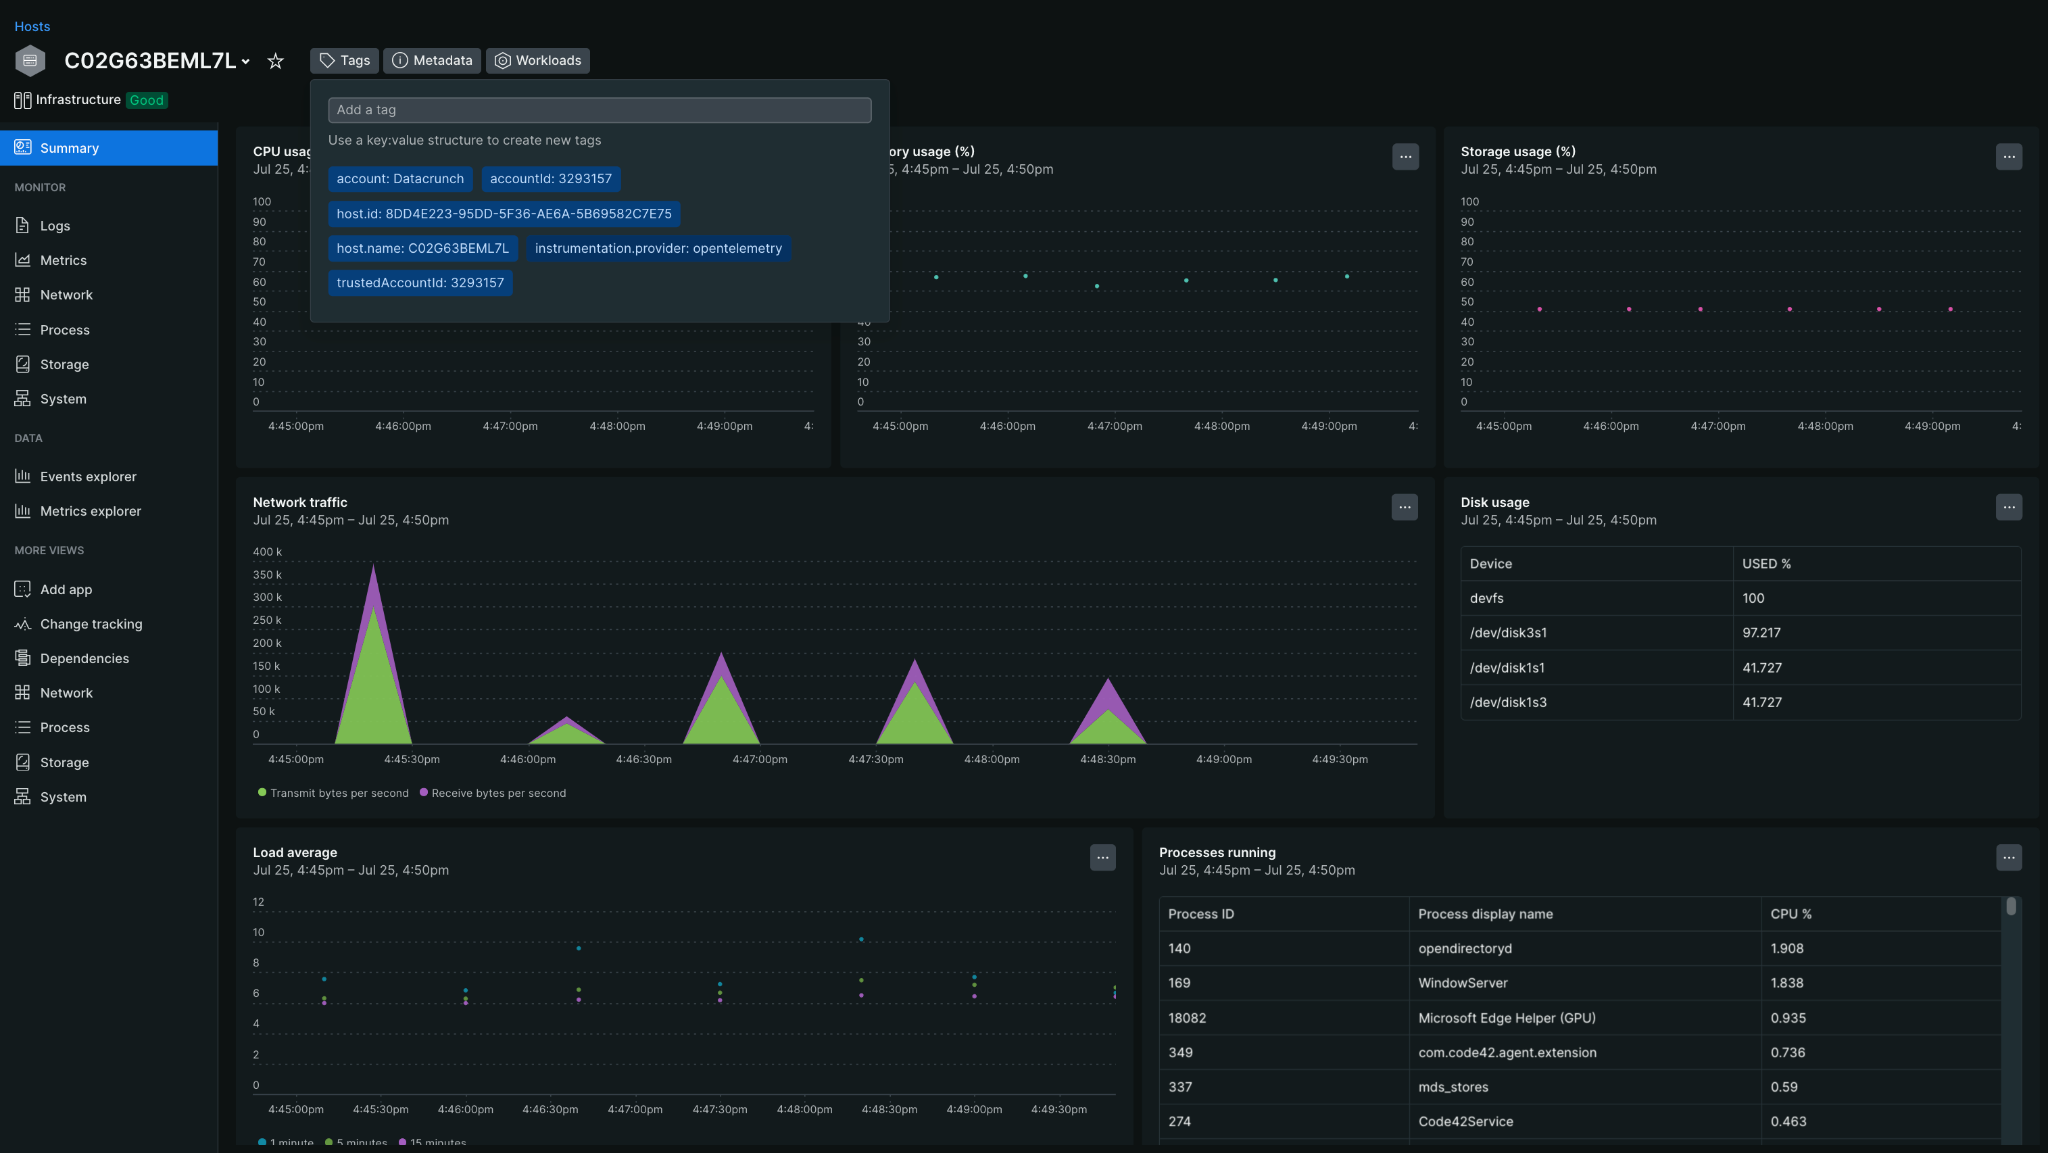 Hosts
C02G63BEML7L
Tags
Metadata
Workloads
Infrastructure Good
Add a tag
Use a key:value structure to create new tags
account: Datacrunch
accountId: 3293157
host.id: 8DD4E223-95DD-5F36-AE6A-5B69582C7E75
host.name: C02G63BEML7L
instrumentation.provider: opentelemetry
trustedAccountId: 3293157
Summary
MONITOR
Logs
Metrics
Network
Process
Storage
System
DATA
Events explorer
Metrics explorer
MORE VIEWS
Add app
Change tracking
Dependencies
Network
Process
Storage
System
CPU usag
Jul 25, 4:
100
90
80
70
60
50
40
30
20
10
0
4:45:00pm 4:46:00pm 4:47:00pm 4:48:00pm 4:49:00pm 4:
ory usage (%)
5, 4:45pm – Jul 25, 4:50pm
40
30
20
10
0
4:45:00pm 4:46:00pm 4:47:00pm 4:48:00pm 4:49:00pm 4:
Storage usage (%)
Jul 25, 4:45pm – Jul 25, 4:50pm
100
90
80
70
60
50
40
30
20
10
0
4:45:00pm 4:46:00pm 4:47:00pm 4:48:00pm 4:49:00pm 4:
Network traffic
Jul 25, 4:45pm – Jul 25, 4:50pm
400 k
350 k
300 k
250 k
200 k
150 k
100 k
50 k
0
4:45:00pm 4:45:30pm 4:46:00pm 4:46:30pm 4:47:00pm 4:47:30pm 4:48:00pm 4:48:30pm 4:49:00pm 4:49:30pm
Transmit bytes per second Receive bytes per second
Disk usage
Jul 25, 4:45pm – Jul 25, 4:50pm
Device USED %
devfs 100
/dev/disk3s1 97.217
/dev/disk1s1 41.727
/dev/disk1s3 41.727
Load average
Jul 25, 4:45pm – Jul 25, 4:50pm
12
10
8
6
4
2
0
4:45:00pm 4:45:30pm 4:46:00pm 4:46:30pm 4:47:00pm 4:47:30pm 4:48:00pm 4:48:30pm 4:49:00pm 4:49:30pm
1 minute 5 minutes 15 minutes
Processes running
Jul 25, 4:45pm – Jul 25, 4:50pm
Process ID Process display name CPU %
140 opendirectoryd 1.908
169 WindowServer 1.838
18082 Microsoft Edge Helper (GPU) 0.935
349 com.code42.agent.extension 0.736
337 mds_stores 0.59
274 Code42Service 0.463